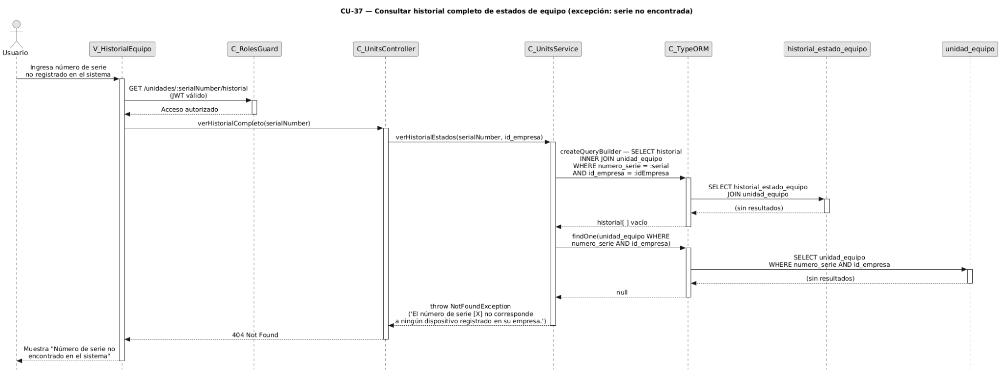 CU-37 — Consultar historial completo de estados de equipo (excepción: serie no encontrada)
Usuario
V_HistorialEquipo
C_RolesGuard
C_UnitsController
C_UnitsService
C_TypeORM
historial_estado_equipo
unidad_equipo
Ingresa número de serie
no registrado en el sistema
GET /unidades/:serialNumber/historial
(JWT válido)
Acceso autorizado
verHistorialCompleto(serialNumber)
verHistorialEstados(serialNumber, id_empresa)
createQueryBuilder — SELECT historial
INNER JOIN unidad_equipo
WHERE numero_serie = :serial
AND id_empresa = :idEmpresa
SELECT historial_estado_equipo
JOIN unidad_equipo
(sin resultados)
historial[ ] vacío
findOne(unidad_equipo WHERE
numero_serie AND id_empresa)
SELECT unidad_equipo
WHERE numero_serie AND id_empresa
(sin resultados)
null
throw NotFoundException
('El número de serie [X] no corresponde
a ningún dispositivo registrado en su empresa.')
404 Not Found
Muestra "Número de serie no
encontrado en el sistema"